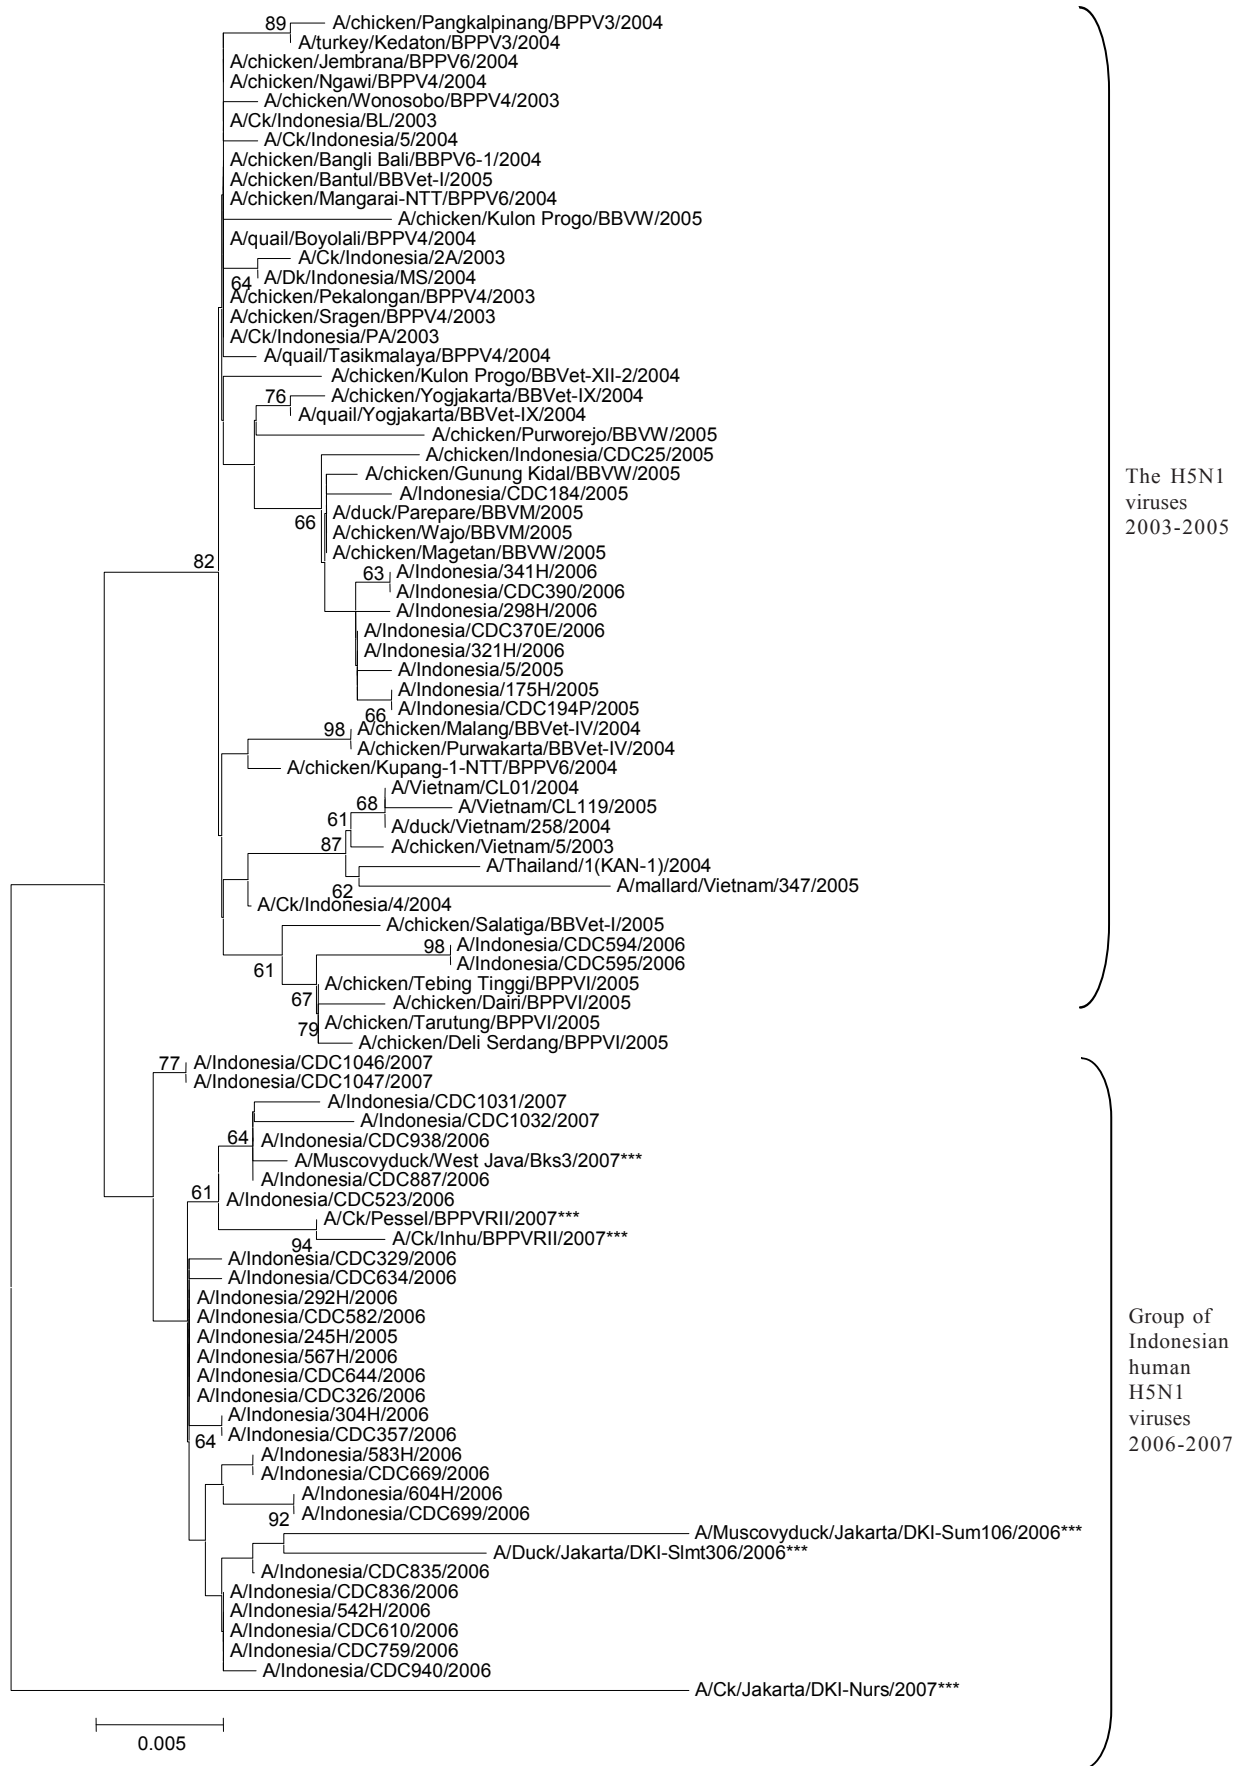 89
A/chicken/Pangkalpinang/BPPV3/2004
A/turkey/Kedaton/BPPV3/2004
A/chicken/Jembrana/BPPV6/2004
A/chicken/Ngawi/BPPV4/2004
A/chicken/Wonosobo/BPPV4/2003
A/Ck/Indonesia/BL/2003
A/Ck/Indonesia/5/2004
A/chicken/Bangli Bali/BBPV6-1/2004
A/chicken/Bantul/BBVet-I/2005
A/chicken/Mangarai-NTT/BPPV6/2004
A/chicken/Kulon Progo/BBVW/2005
A/quail/Boyolali/BPPV4/2004
A/Ck/Indonesia/2A/2003
A/Dk/Indonesia/MS/2004
64
A/chicken/Pekalongan/BPPV4/2003
A/chicken/Sragen/BPPV4/2003
A/Ck/Indonesia/PA/2003
A/quail/Tasikmalaya/BPPV4/2004
A/chicken/Kulon Progo/BBVet-XII-2/2004
76
A/chicken/Yogjakarta/BBVet-IX/2004
A/quail/Yogjakarta/BBVet-IX/2004
A/chicken/Purworejo/BBVW/2005
A/chicken/Indonesia/CDC25/2005
A/chicken/Gunung Kidal/BBVW/2005
A/Indonesia/CDC184/2005
A/duck/Parepare/BBVM/2005
66
A/chicken/Wajo/BBVM/2005
A/chicken/Magetan/BBVW/2005
82
63
A/Indonesia/341H/2006
A/Indonesia/CDC390/2006
A/Indonesia/298H/2006
A/Indonesia/CDC370E/2006
A/Indonesia/321H/2006
A/Indonesia/5/2005
A/Indonesia/175H/2005
A/Indonesia/CDC194P/2005
66
98
A/chicken/Malang/BBVet-IV/2004
A/chicken/Purwakarta/BBVet-IV/2004
A/chicken/Kupang-1-NTT/BPPV6/2004
A/Vietnam/CL01/2004
68
A/Vietnam/CL119/2005
61
A/duck/Vietnam/258/2004
87
A/chicken/Vietnam/5/2003
A/Thailand/1(KAN-1)/2004
62
A/mallard/Vietnam/347/2005
A/Ck/Indonesia/4/2004
A/chicken/Salatiga/BBVet-I/2005
98
A/Indonesia/CDC594/2006
A/Indonesia/CDC595/2006
61
A/chicken/Tebing Tinggi/BPPVI/2005
67
A/chicken/Dairi/BPPVI/2005
79
A/chicken/Tarutung/BPPVI/2005
A/chicken/Deli Serdang/BPPVI/2005
The H5N1
viruses
2003-2005
77
A/Indonesia/CDC1046/2007
A/Indonesia/CDC1047/2007
A/Indonesia/CDC1031/2007
A/Indonesia/CDC1032/2007
64
A/Indonesia/CDC938/2006
A/Muscovyduck/West Java/Bks3/2007***
A/Indonesia/CDC887/2006
61
A/Indonesia/CDC523/2006
A/Ck/Pessel/BPPVRII/2007***
A/Ck/Inhu/BPPVRII/2007***
94
A/Indonesia/CDC329/2006
A/Indonesia/CDC634/2006
A/Indonesia/292H/2006
A/Indonesia/CDC582/2006
A/Indonesia/245H/2005
A/Indonesia/567H/2006
A/Indonesia/CDC644/2006
A/Indonesia/CDC326/2006
A/Indonesia/304H/2006
A/Indonesia/CDC357/2006
64
A/Indonesia/583H/2006
A/Indonesia/CDC669/2006
A/Indonesia/604H/2006
A/Indonesia/CDC699/2006
92
A/Muscovyduck/Jakarta/DKI-Sum106/2006***
A/Duck/Jakarta/DKI-Slmt306/2006***
A/Indonesia/CDC835/2006
A/Indonesia/CDC836/2006
A/Indonesia/542H/2006
A/Indonesia/CDC610/2006
A/Indonesia/CDC759/2006
A/Indonesia/CDC940/2006
A/Ck/Jakarta/DKI-Nurs/2007***
Group of
Indonesian
human
H5N1
viruses
2006-2007
0.005